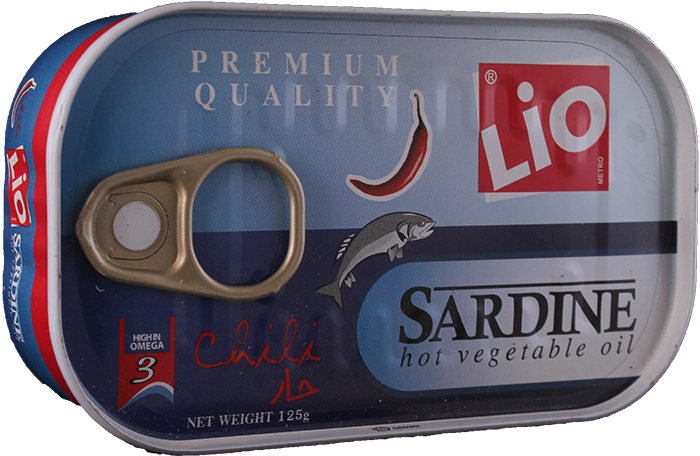 PREMIUM
QUALITY
®
LiO
METRO
SARDINE
hot vegetable oil
HIGH IN
OMEGA
3
Chili
حار
NET WEIGHT 125g
LiO
SARDINE